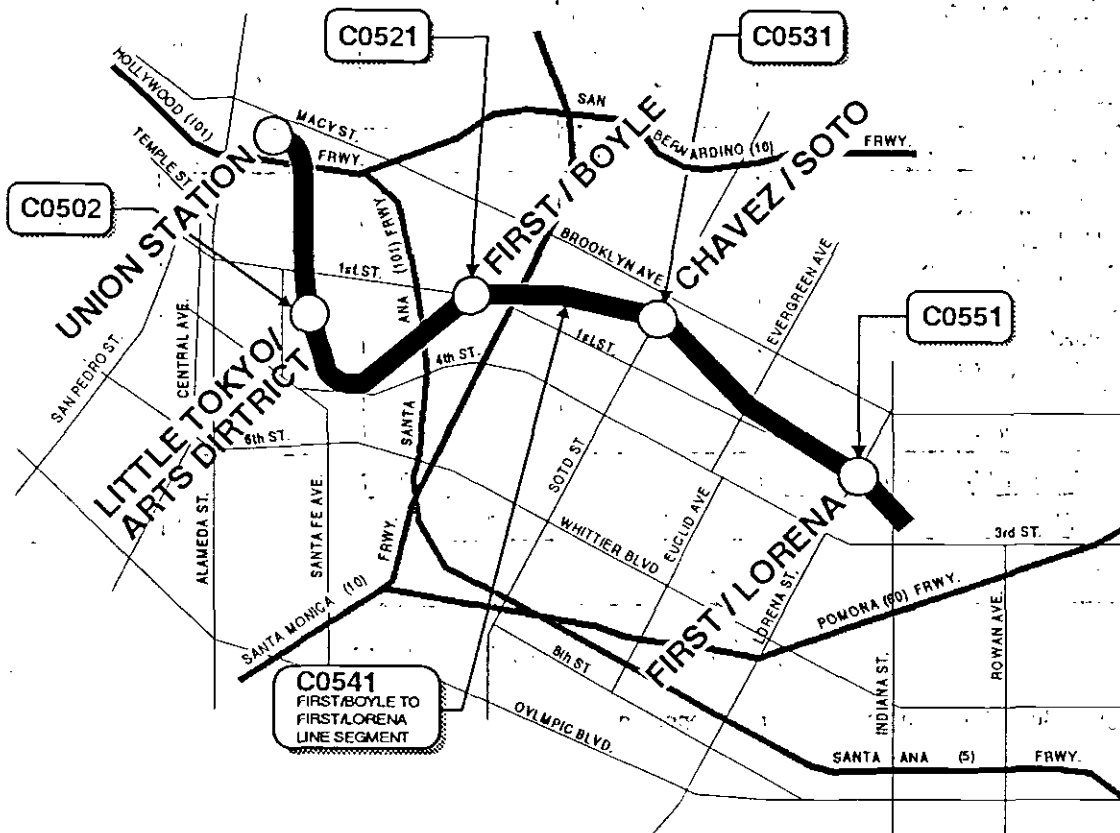 C0521
C0531
HOLLYWOOD (101)
FRWY.
MACY ST.
SAN
BERNARDINO (10)
FRWY.
TEMPLE ST.
C0502
UNION STATION
FIRST / BOYLE
CHAVEZ / SOTO
BROOKLYN AVE
EVERGREEN AVE
1st ST.
SANTA
ANA
(101) FRWY
C0551
1st ST.
4th ST.
6th ST.
SAN PEDRO ST.
CENTRAL AVE.
LITTLE TOKYO/
ARTS DIRTRICT
ALAMEDA ST.
SANTA FE AVE.
SOTO ST
WHITTIER BLVD
EUCLID AVE
FIRST / LORENA
LORENA ST.
3rd ST.
POMONA (60) FRWY.
ROWAN AVE.
INDIANA ST.
SANTA MONICA (10)
FRWY.
8th ST
OYLMPIC BLVD.
C0541
FIRST/BOYLE TO
FIRST/LORENA
LINE SEGMENT
SANTA ANA (5) FRWY.